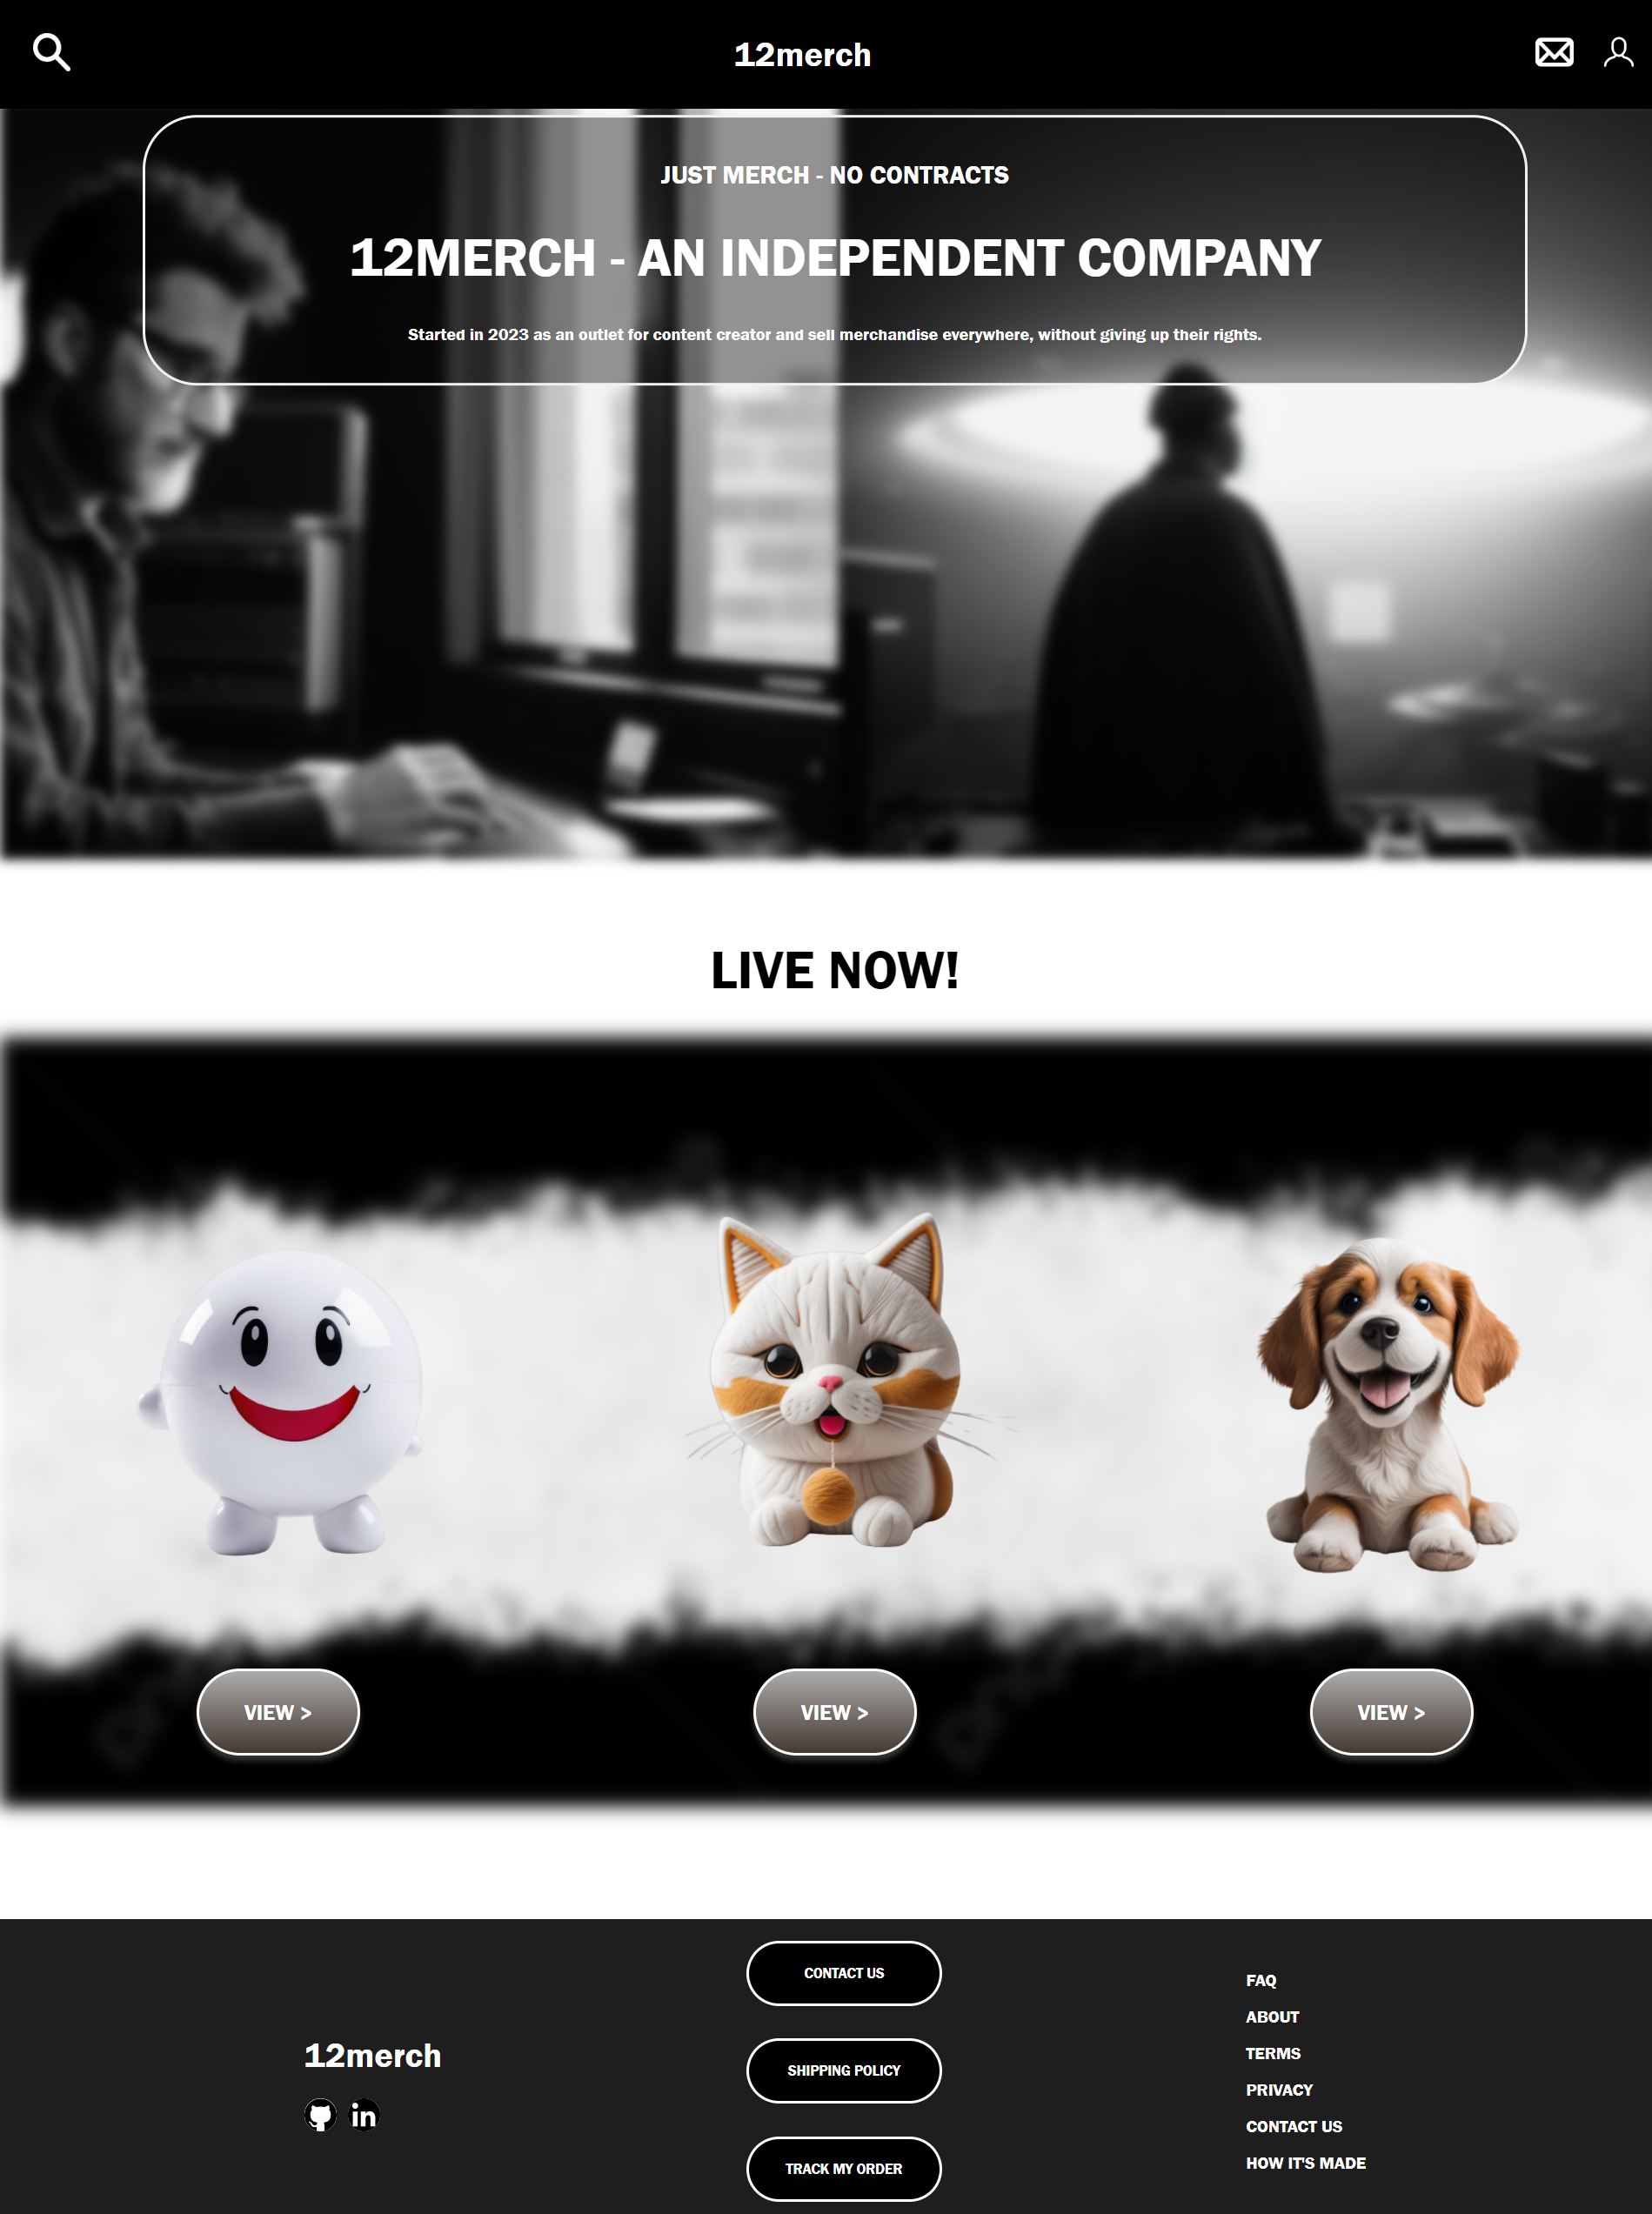 12merch
JUST MERCH - NO CONTRACTS
12MERCH - AN INDEPENDENT COMPANY
Started in 2023 as an outlet for content creator and sell merchandise everywhere, without giving up their rights.
LIVE NOW!
VIEW >
VIEW >
VIEW >
12merch
in
CONTACT US
SHIPPING POLICY
TRACK MY ORDER
FAQ
ABOUT
TERMS
PRIVACY
CONTACT US
HOW IT'S MADE